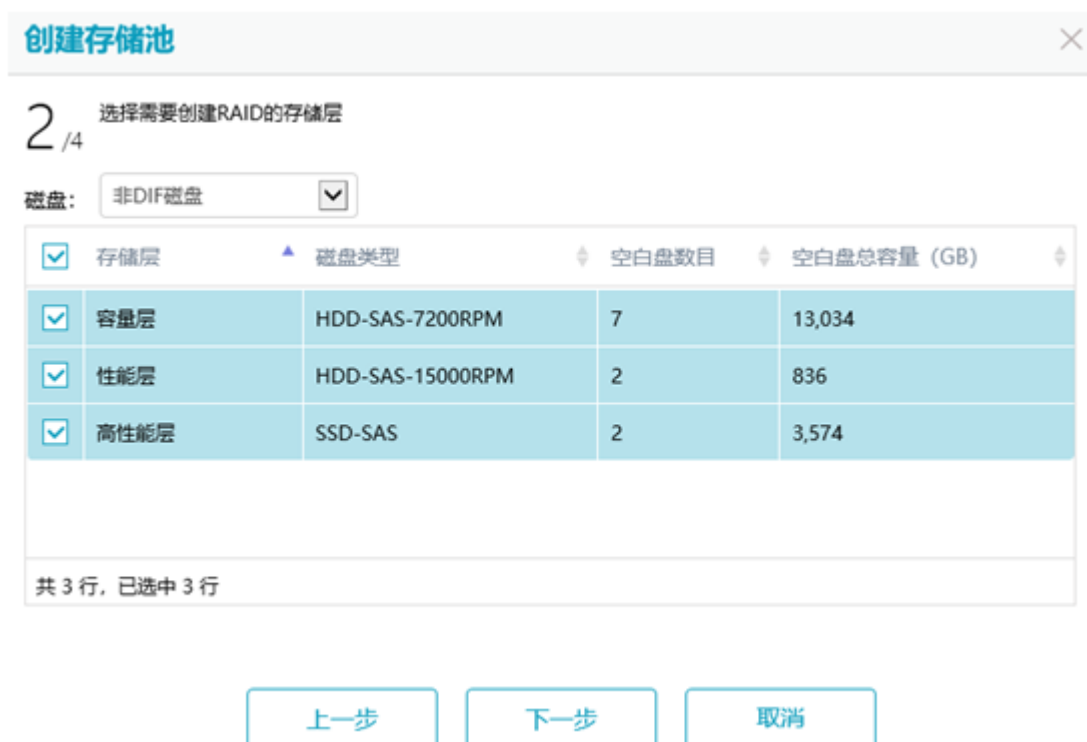 创建存储池
2/4 选择需要创建RAID的存储层
磁盘: 非DIF磁盘
存储层 磁盘类型 空白盘数目 空白盘总容量 (GB)
容量层 HDD-SAS-7200RPM 7 13,034
性能层 HDD-SAS-15000RPM 2 836
高性能层 SSD-SAS 2 3,574
共 3 行, 已选中 3 行
上一步 下一步 取消